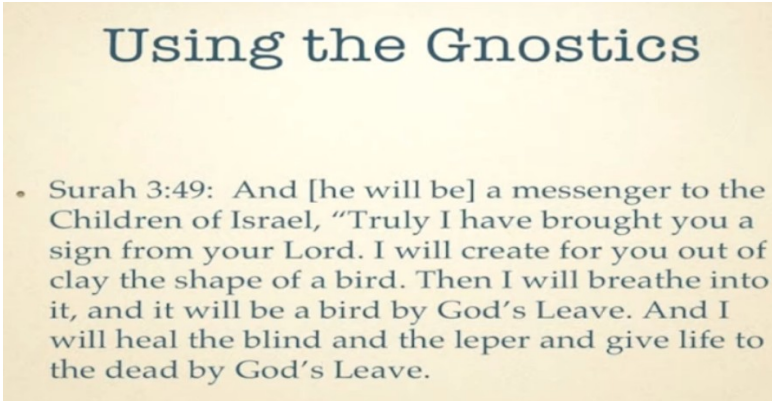 Using the Gnostics
• Surah 3:49: And [he will be] a messenger to the
Children of Israel, “Truly I have brought you a
sign from your Lord. I will create for you out of
clay the shape of a bird. Then I will breathe into
it, and it will be a bird by God’s Leave. And I
will heal the blind and the leper and give life to
the dead by God’s Leave.